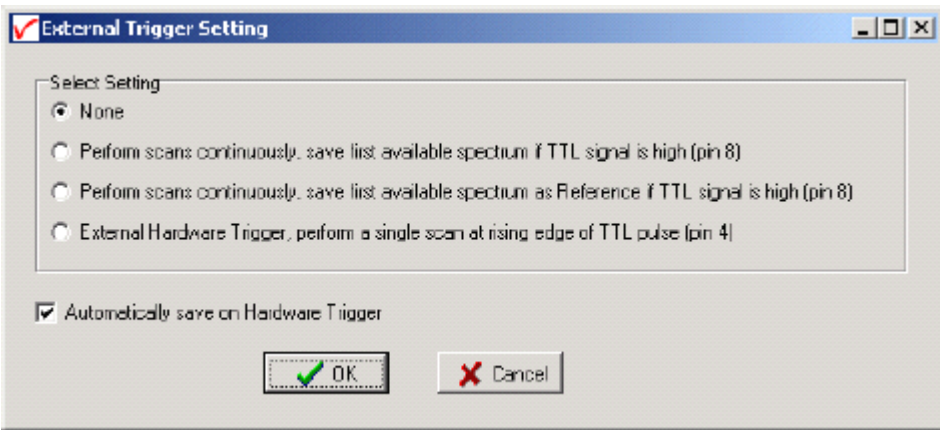 External Trigger Setting
Select Setting
None
Perform scans continuously, save first available spectrum if TTL signal is high (pin 8)
Perform scans continuously, save first available spectrum as Reference if TTL signal is high (pin 8)
External Hardware Trigger, perform a single scan at rising edge of TTL pulse (pin 4)
Automatically save on Hardware Trigger
OK Cancel